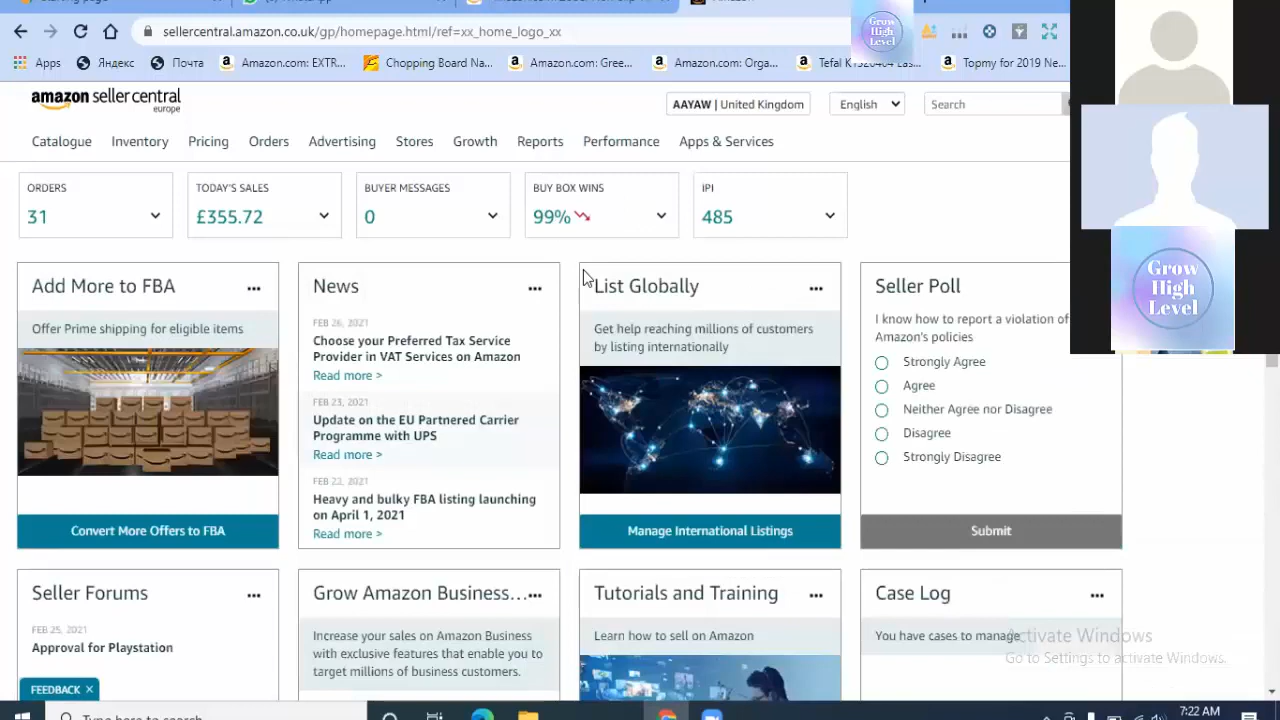 sellercentral.amazon.co.uk/gp/homepage.html/ref=xx_home_logo_xx
Apps
Яндекс
Почта
Amazon.com: EXTR...
Chopping Board Na...
Amazon.com: Gree...
Amazon.com: Orga...
Tefal K1320404 Las...
Topmy for 2019 Ne...
Grow
High
Level
amazon seller central
europe
AAYAW | United Kingdom
English
Search
Catalogue
Inventory
Pricing
Orders
Advertising
Stores
Growth
Reports
Performance
Apps & Services
ORDERS
31
TODAY'S SALES
£355.72
BUYER MESSAGES
0
BUY BOX WINS
99%
IPI
485
Grow
High
Level
Add More to FBA
Offer Prime shipping for eligible items
Convert More Offers to FBA
News
FEB 26, 2021
Choose your Preferred Tax Service
Provider in VAT Services on Amazon
Read more >
FEB 23, 2021
Update on the EU Partnered Carrier
Programme with UPS
Read more >
FEB 23, 2021
Heavy and bulky FBA listing launching
on April 1, 2021
Read more >
List Globally
Get help reaching millions of customers
by listing internationally
Manage International Listings
Seller Poll
I know how to report a violation of
Amazon's policies
Strongly Agree
Agree
Neither Agree nor Disagree
Disagree
Strongly Disagree
Submit
Seller Forums
FEB 25, 2021
Approval for Playstation
FEEDBACK ×
Grow Amazon Business...
Increase your sales on Amazon Business
with exclusive features that enable you to
target millions of business customers.
Tutorials and Training
Learn how to sell on Amazon
Case Log
You have cases to manage
Activate Windows
Go to Settings to activate Windows.
Type here to search
7:22 AM